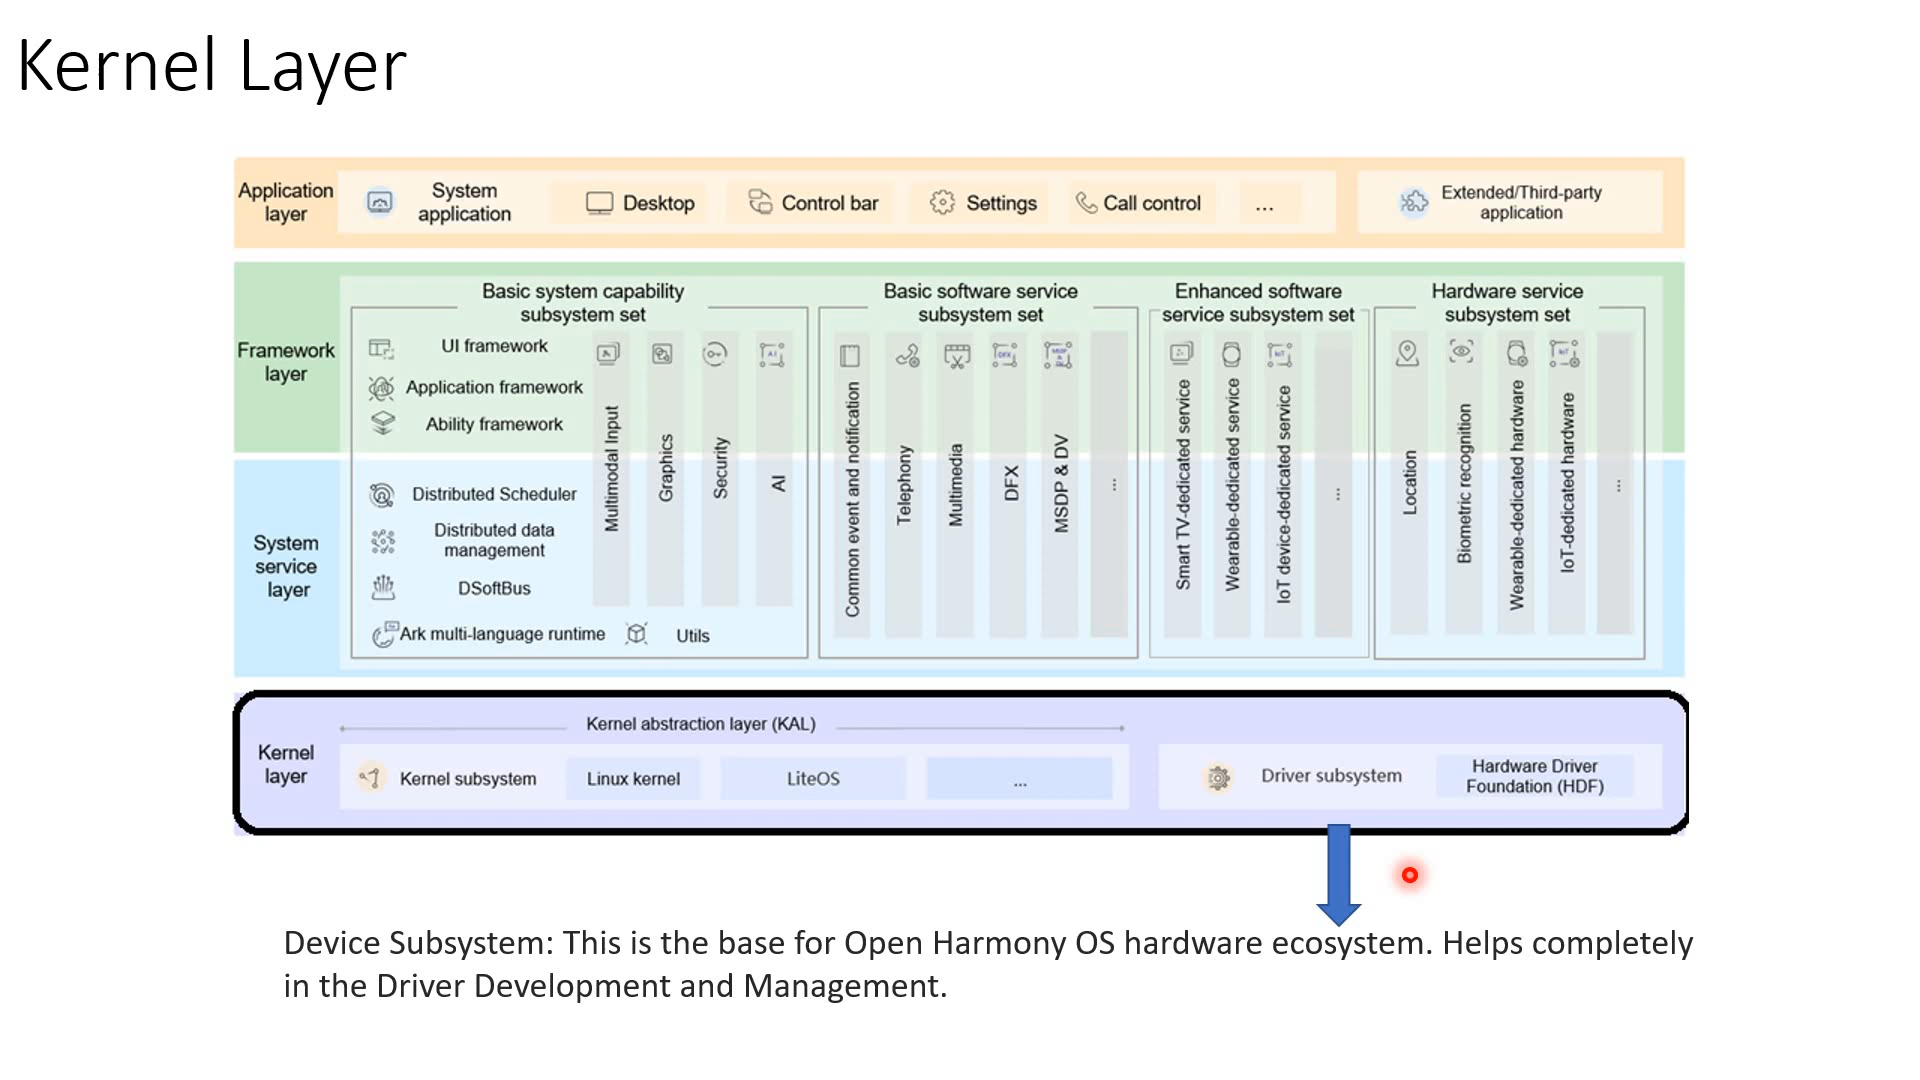 Kernel Layer
Application
layer
System
application
Desktop
Control bar
Settings
Call control
...
Extended/Third-party
application
Framework
layer
Basic system capability
subsystem set
UI framework
Application framework
Ability framework
Multimodal Input
Graphics
Security
AI
Basic software service
subsystem set
Common event and notification
Telephony
Multimedia
DFX
MSDP & DV
...
Enhanced software
service subsystem set
Smart TV-dedicated service
Wearable-dedicated service
IoT device-dedicated service
...
Hardware service
subsystem set
Location
Biometric recognition
Wearable-dedicated hardware
IoT-dedicated hardware
...
System
service
layer
Distributed Scheduler
Distributed data
management
DSoftBus
Ark multi-language runtime
Utils
Kernel
layer
Kernel abstraction layer (KAL)
Kernel subsystem
Linux kernel
LiteOS
...
Driver subsystem
Hardware Driver
Foundation (HDF)
Device Subsystem: This is the base for Open Harmony OS hardware ecosystem. Helps completely
in the Driver Development and Management.